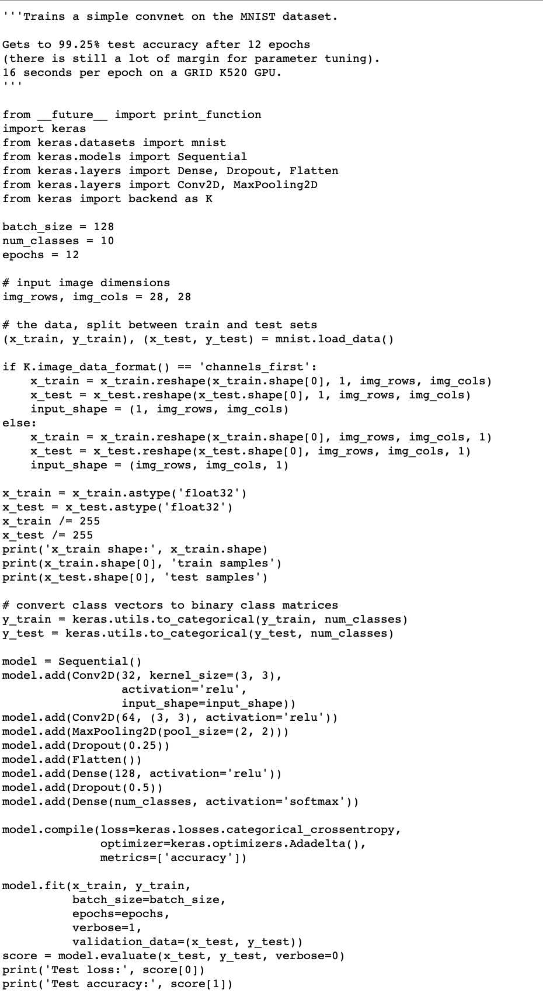 '''Trains a simple convnet on the MNIST dataset.

Gets to 99.25% test accuracy after 12 epochs
(there is still a lot of margin for parameter tuning).
16 seconds per epoch on a GRID K520 GPU.
'''

from __future__ import print_function
import keras
from keras.datasets import mnist
from keras.models import Sequential
from keras.layers import Dense, Dropout, Flatten
from keras.layers import Conv2D, MaxPooling2D
from keras import backend as K

batch_size = 128
num_classes = 10
epochs = 12

# input image dimensions
img_rows, img_cols = 28, 28

# the data, split between train and test sets
(x_train, y_train), (x_test, y_test) = mnist.load_data()

if K.image_data_format() == 'channels_first':
    x_train = x_train.reshape(x_train.shape[0], 1, img_rows, img_cols)
    x_test = x_test.reshape(x_test.shape[0], 1, img_rows, img_cols)
    input_shape = (1, img_rows, img_cols)
else:
    x_train = x_train.reshape(x_train.shape[0], img_rows, img_cols, 1)
    x_test = x_test.reshape(x_test.shape[0], img_rows, img_cols, 1)
    input_shape = (img_rows, img_cols, 1)

x_train = x_train.astype('float32')
x_test = x_test.astype('float32')
x_train /= 255
x_test /= 255
print('x_train shape:', x_train.shape)
print(x_train.shape[0], 'train samples')
print(x_test.shape[0], 'test samples')

# convert class vectors to binary class matrices
y_train = keras.utils.to_categorical(y_train, num_classes)
y_test = keras.utils.to_categorical(y_test, num_classes)

model = Sequential()
model.add(Conv2D(32, kernel_size=(3, 3),
                 activation='relu',
                 input_shape=input_shape))
model.add(Conv2D(64, (3, 3), activation='relu'))
model.add(MaxPooling2D(pool_size=(2, 2)))
model.add(Dropout(0.25))
model.add(Flatten())
model.add(Dense(128, activation='relu'))
model.add(Dropout(0.5))
model.add(Dense(num_classes, activation='softmax'))

model.compile(loss=keras.losses.categorical_crossentropy,
              optimizer=keras.optimizers.Adadelta(),
              metrics=['accuracy'])

model.fit(x_train, y_train,
          batch_size=batch_size,
          epochs=epochs,
          verbose=1,
          validation_data=(x_test, y_test))
score = model.evaluate(x_test, y_test, verbose=0)
print('Test loss:', score[0])
print('Test accuracy:', score[1])